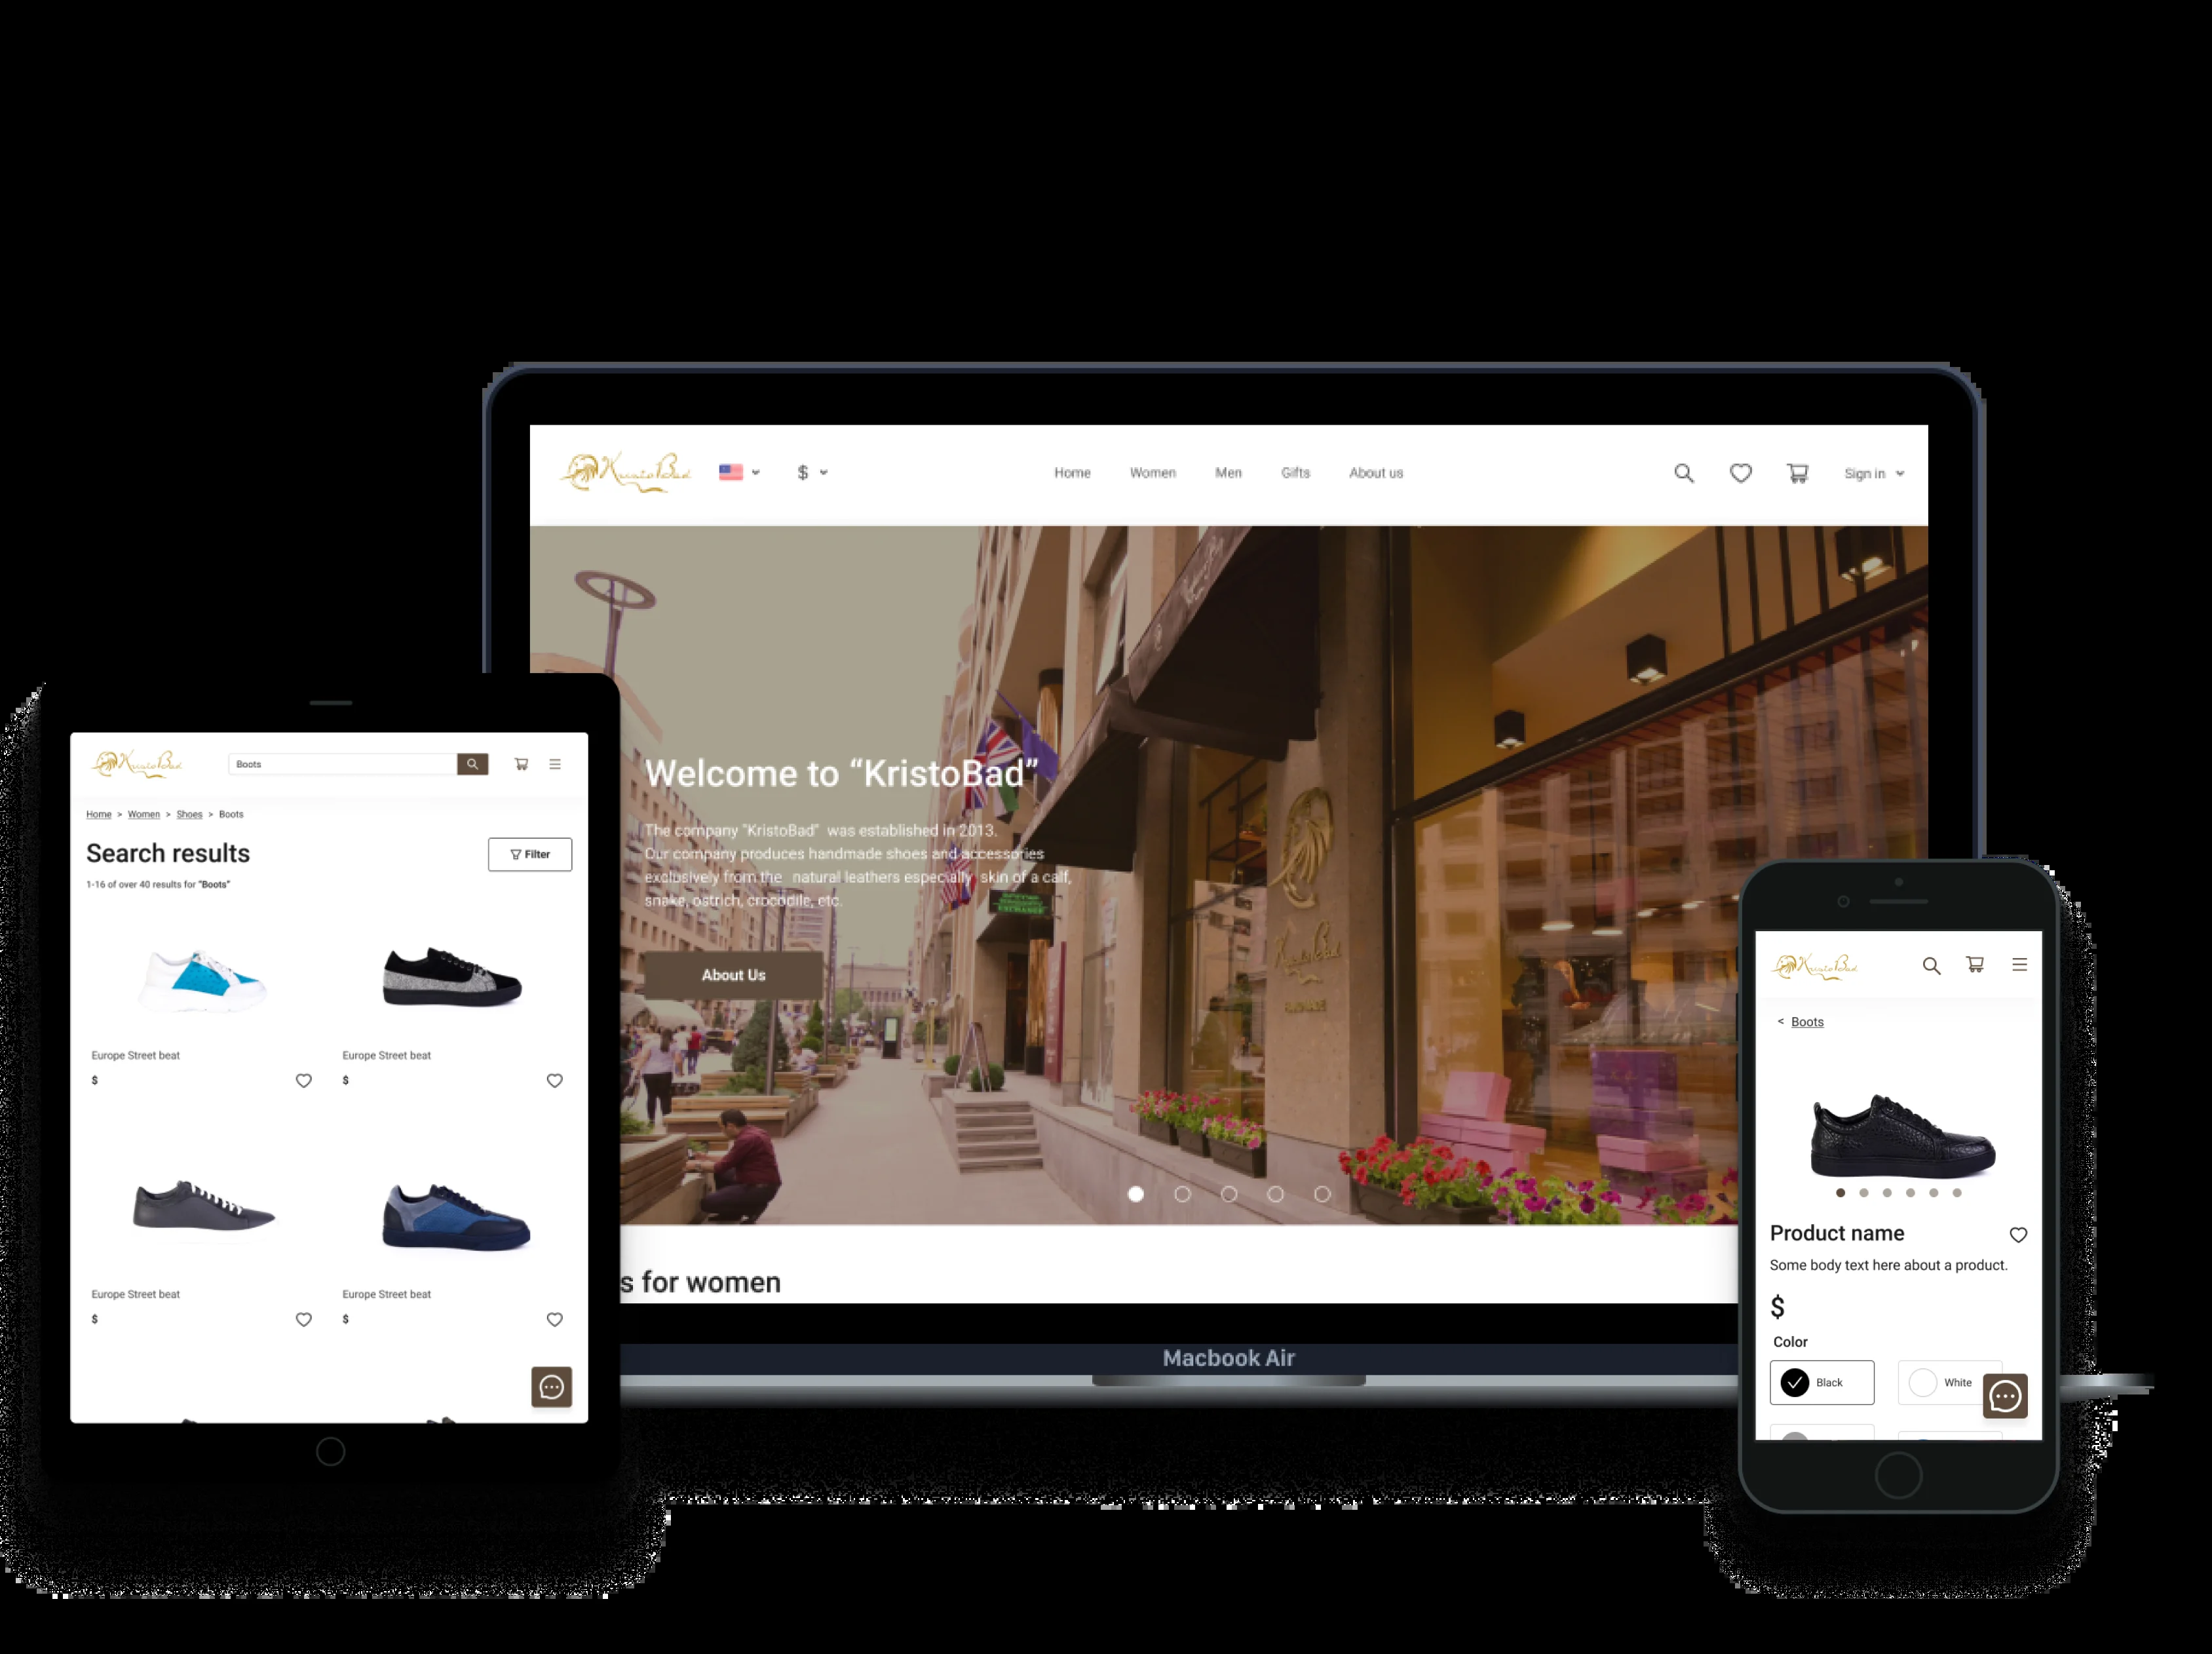 KristoBad
$
Home Women Men Gifts About us
Sign in
Welcome to “KristoBad”
The company "KristoBad" was established in 2013.
Our company produces handmade shoes and accessories
exclusively from the natural leathers especially skin of a calf,
snake, ostrich, crocodile, etc.
About Us
KristoBad
EXCHANGE
s for women
Macbook Air
KristoBad
Boots
Home > Women > Shoes > Boots
Search results
Filter
1-16 of over 40 results for "Boots"
Europe Street beat
$
Europe Street beat
$
Europe Street beat
$
Europe Street beat
$
KristoBad
< Boots
Product name
Some body text here about a product.
$
Color
Black
White